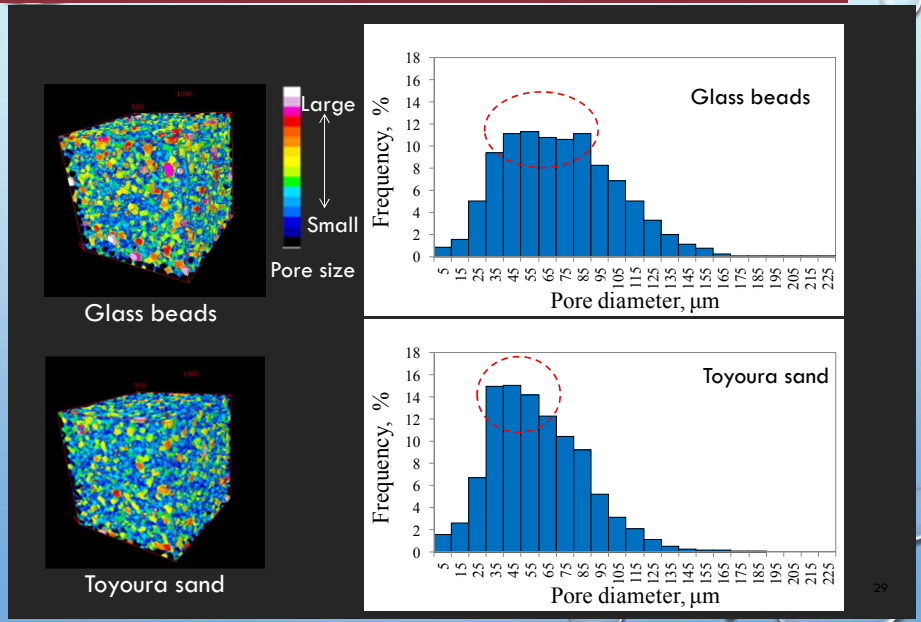 500
1000
Large
Small
Pore size
Glass beads
Frequency, %
18
16
14
12
10
8
6
4
2
0
Glass beads
5 15 25 35 45 55 65 75 85 95 105 115 125 135 145 155 165 175 185 195 205 215 225
Pore diameter, μm
500
1000
Toyoura sand
Frequency, %
18
16
14
12
10
8
6
4
2
0
Toyoura sand
5 15 25 35 45 55 65 75 85 95 105 115 125 135 145 155 165 175 185 195 205 215 225
Pore diameter, μm
29